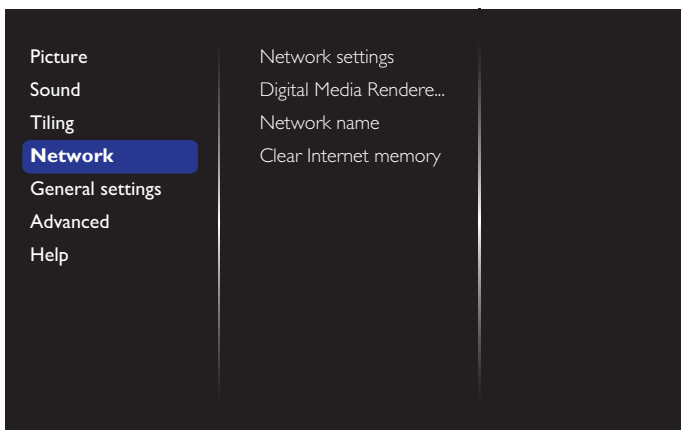 Picture
Sound
Tiling
Network
General settings
Advanced
Help
Network settings
Digital Media Rendere...
Network name
Clear Internet memory